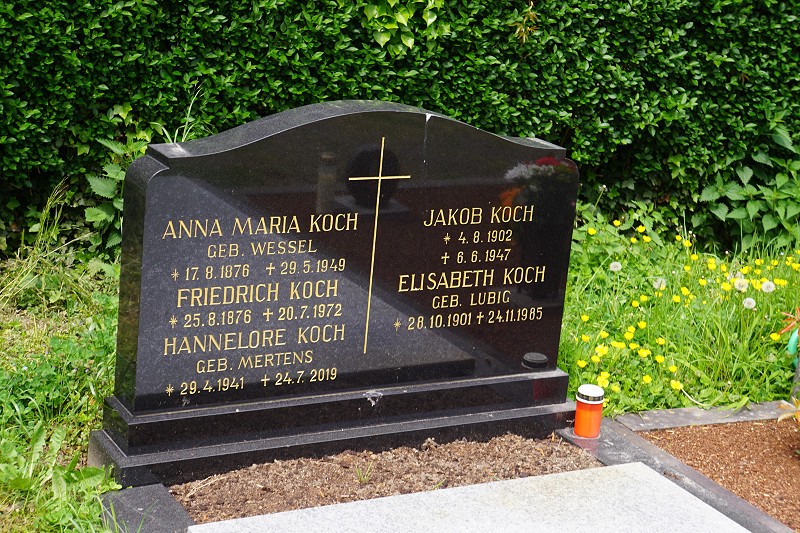 ANNA MARIA KOCH
GEB. WESSEL
* 17.8.1876 + 29.5.1949
FRIEDRICH KOCH
* 25.8.1876 + 20.7.1972
HANNELORE KOCH
GEB. MERTENS
* 29.4.1941 + 24.7.2019
JAKOB KOCH
* 4.8.1902
+ 6.6.1947
ELISABETH KOCH
GEB. LUBIG
* 28.10.1901 + 24.11.1985